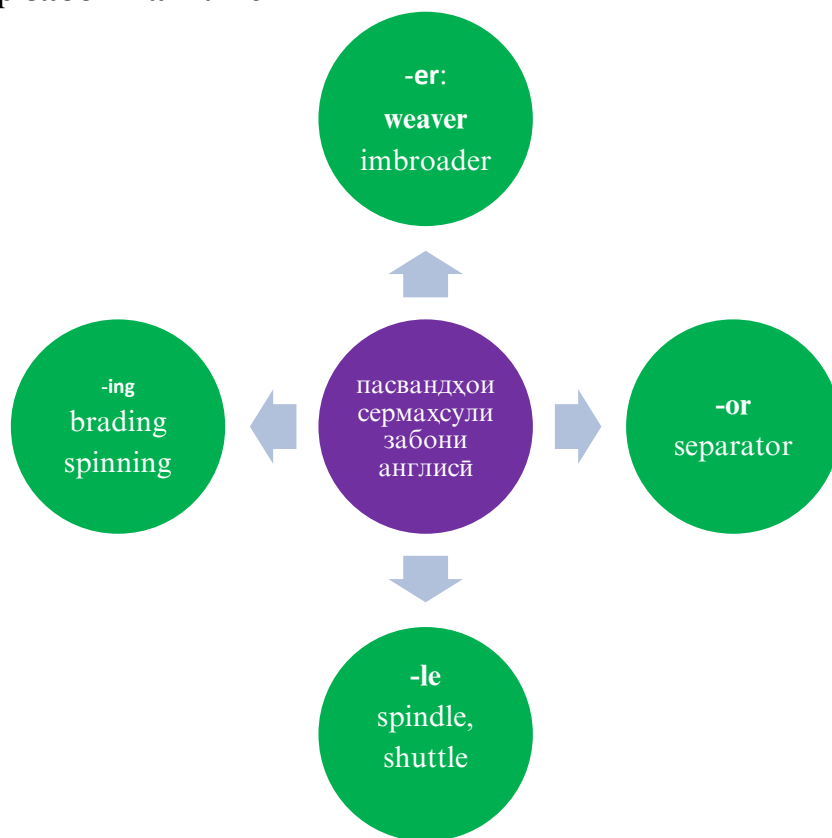 -er:
weaver
imbroader
-ing
brading
spinning
пасвандҳои
сермаҳсули
забони
англисӣ
-or
separator
-le
spindle,
shuttle